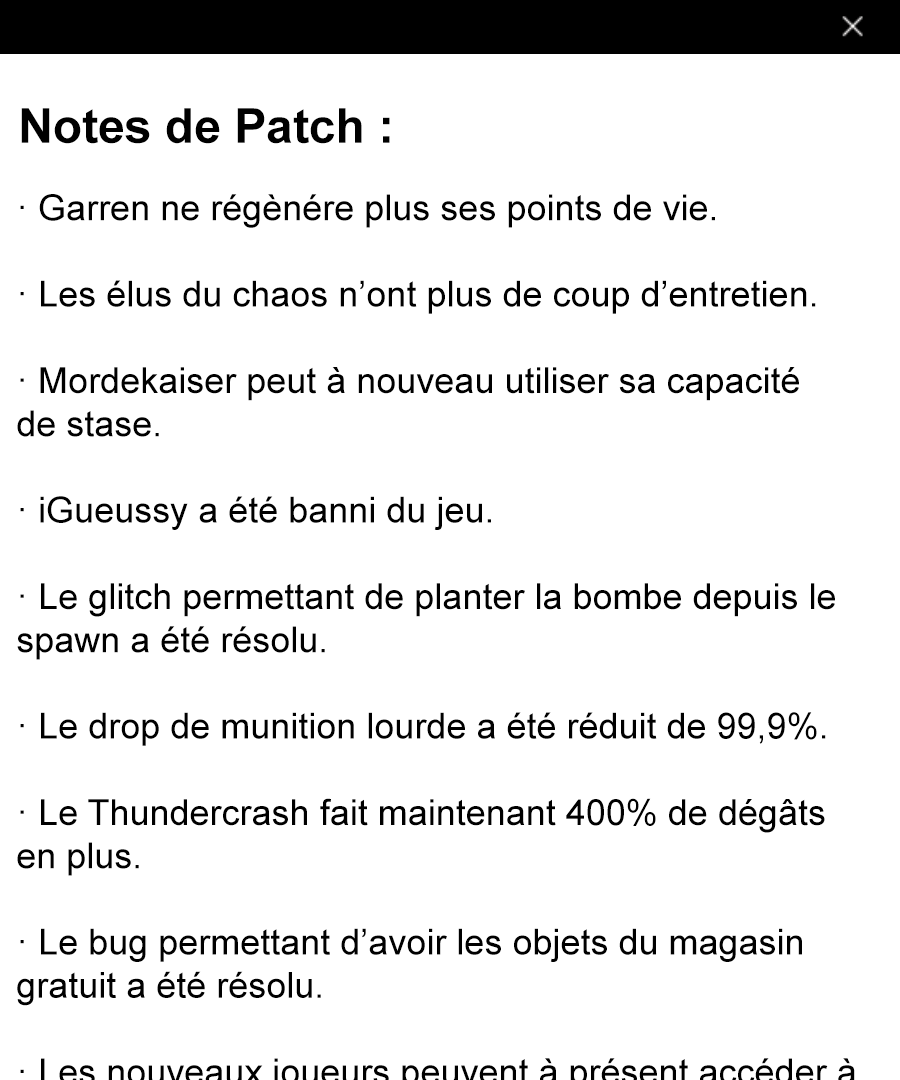 Notes de Patch :
· Garren ne régènére plus ses points de vie.
· Les élus du chaos n’ont plus de coup d’entretien.
· Mordekaiser peut à nouveau utiliser sa capacité
de stase.
· iGueussy a été banni du jeu.
· Le glitch permettant de planter la bombe depuis le
spawn a été résolu.
· Le drop de munition lourde a été réduit de 99,9%.
· Le Thundercrash fait maintenant 400% de dégâts
en plus.
· Le bug permettant d’avoir les objets du magasin
gratuit a été résolu.
· Les nouveaux joueurs peuvent à présent accéder à